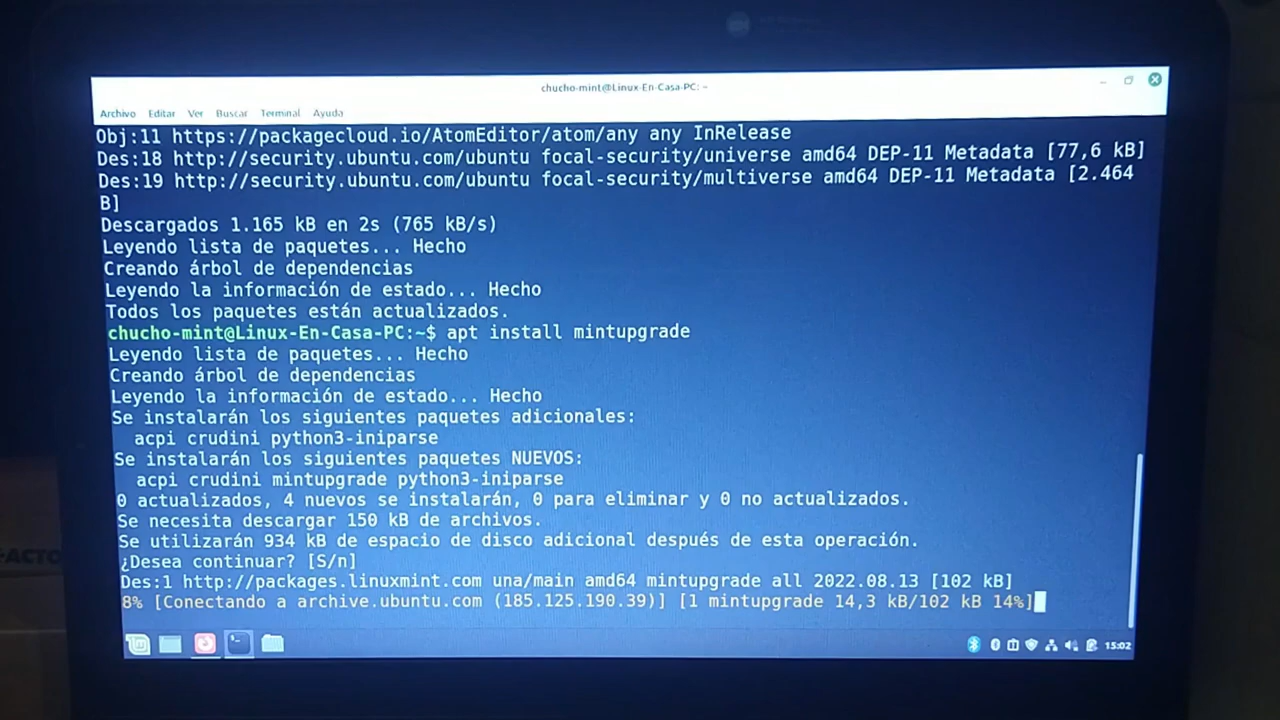 chucho-mint@Linux-En-Casa-PC: ~
Archivo Editar Ver Buscar Terminal Ayuda
Obj:11 https://packagecloud.io/AtomEditor/atom/any any InRelease
Des:18 http://security.ubuntu.com/ubuntu focal-security/universe amd64 DEP-11 Metadata [77,6 kB]
Des:19 http://security.ubuntu.com/ubuntu focal-security/multiverse amd64 DEP-11 Metadata [2.464
B]
Descargados 1.165 kB en 2s (765 kB/s)
Leyendo lista de paquetes... Hecho
Creando árbol de dependencias
Leyendo la información de estado... Hecho
Todos los paquetes están actualizados.
chucho-mint@Linux-En-Casa-PC:~$ apt install mintupgrade
Leyendo lista de paquetes... Hecho
Creando árbol de dependencias
Leyendo la información de estado... Hecho
Se instalarán los siguientes paquetes adicionales:
acpi crudini python3-iniparse
Se instalarán los siguientes paquetes NUEVOS:
acpi crudini mintupgrade python3-iniparse
0 actualizados, 4 nuevos se instalarán, 0 para eliminar y 0 no actualizados.
Se necesita descargar 150 kB de archivos.
Se utilizarán 934 kB de espacio de disco adicional después de esta operación.
¿Desea continuar? [S/n]
Des:1 http://packages.linuxmint.com una/main amd64 mintupgrade all 2022.08.13 [102 kB]
8% [Conectando a archive.ubuntu.com (185.125.190.39)] [1 mintupgrade 14,3 kB/102 kB 14%]
15:02